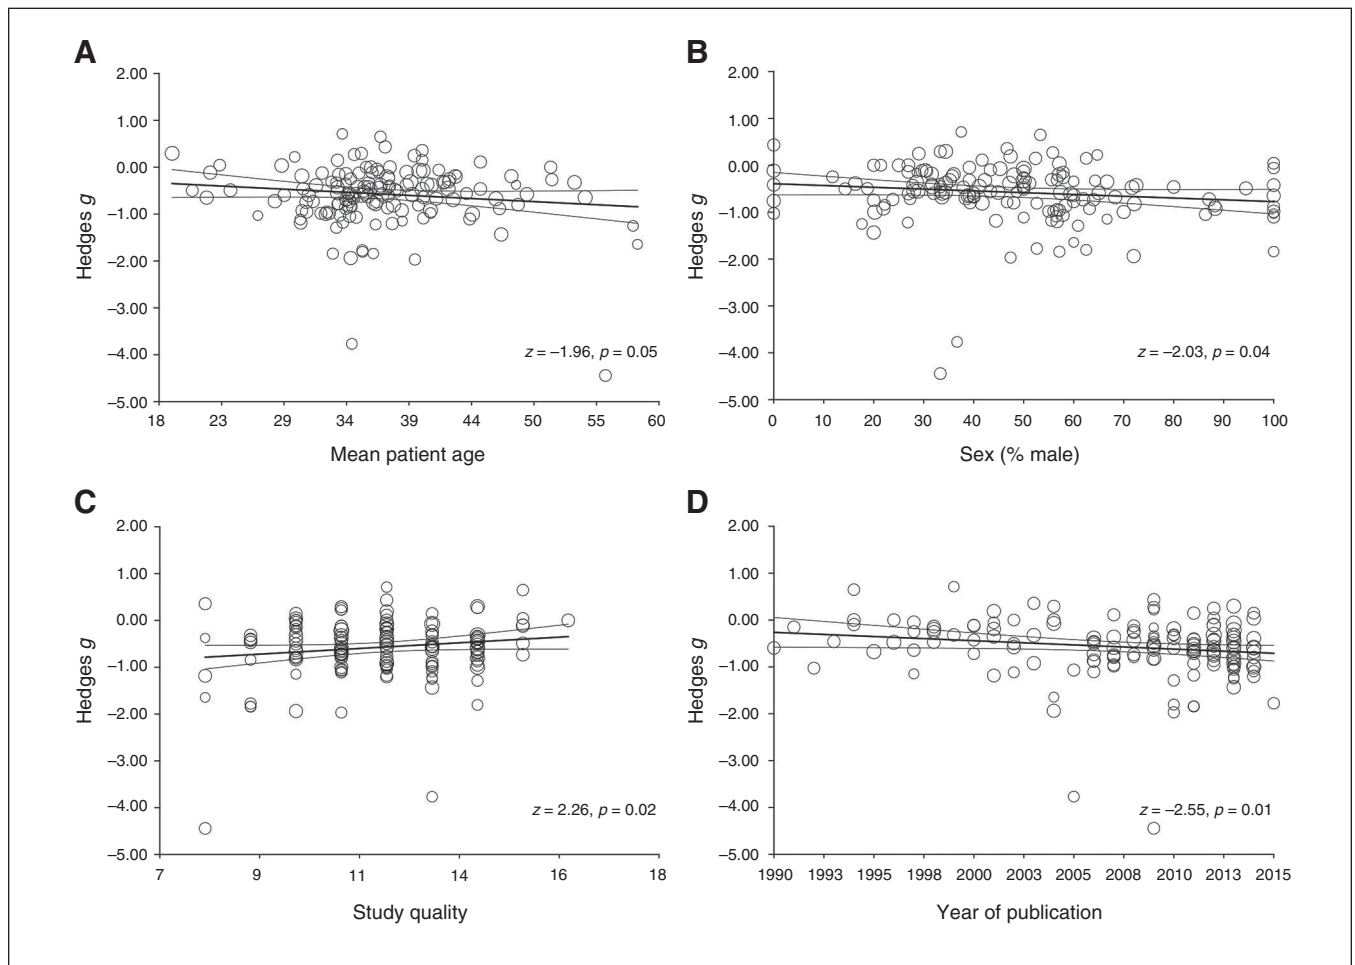 A
2.00
1.00
0.00
–1.00
–2.00
–3.00
–4.00
–5.00
Hedges g
18 23 29 34 39 44 50 55 60
Mean patient age
z = –1.96, p = 0.05
B
2.00
1.00
0.00
–1.00
–2.00
–3.00
–4.00
–5.00
Hedges g
0 10 20 30 40 50 60 70 80 90 100
Sex (% male)
z = –2.03, p = 0.04
C
2.00
1.00
0.00
–1.00
–2.00
–3.00
–4.00
–5.00
Hedges g
7 9 11 14 16 18
Study quality
z = 2.26, p = 0.02
D
2.00
1.00
0.00
–1.00
–2.00
–3.00
–4.00
–5.00
Hedges g
1990 1993 1995 1998 2000 2003 2005 2008 2010 2013 2015
Year of publication
z = –2.55, p = 0.01